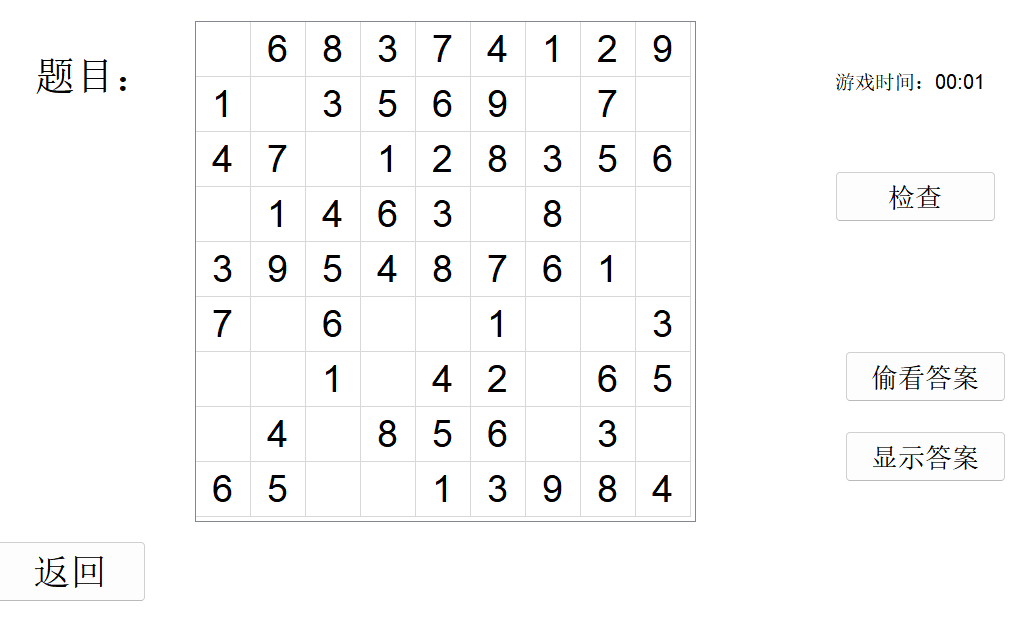 题目：
6 8 3 7 4 1 2 9
1 3 5 6 9 7
4 7 1 2 8 3 5 6
1 4 6 3 8
3 9 5 4 8 7 6 1
7 6 1 3
1 4 2 6 5
4 8 5 6 3
6 5 1 3 9 8 4
游戏时间：00:01
检查
偷看答案
显示答案
返回